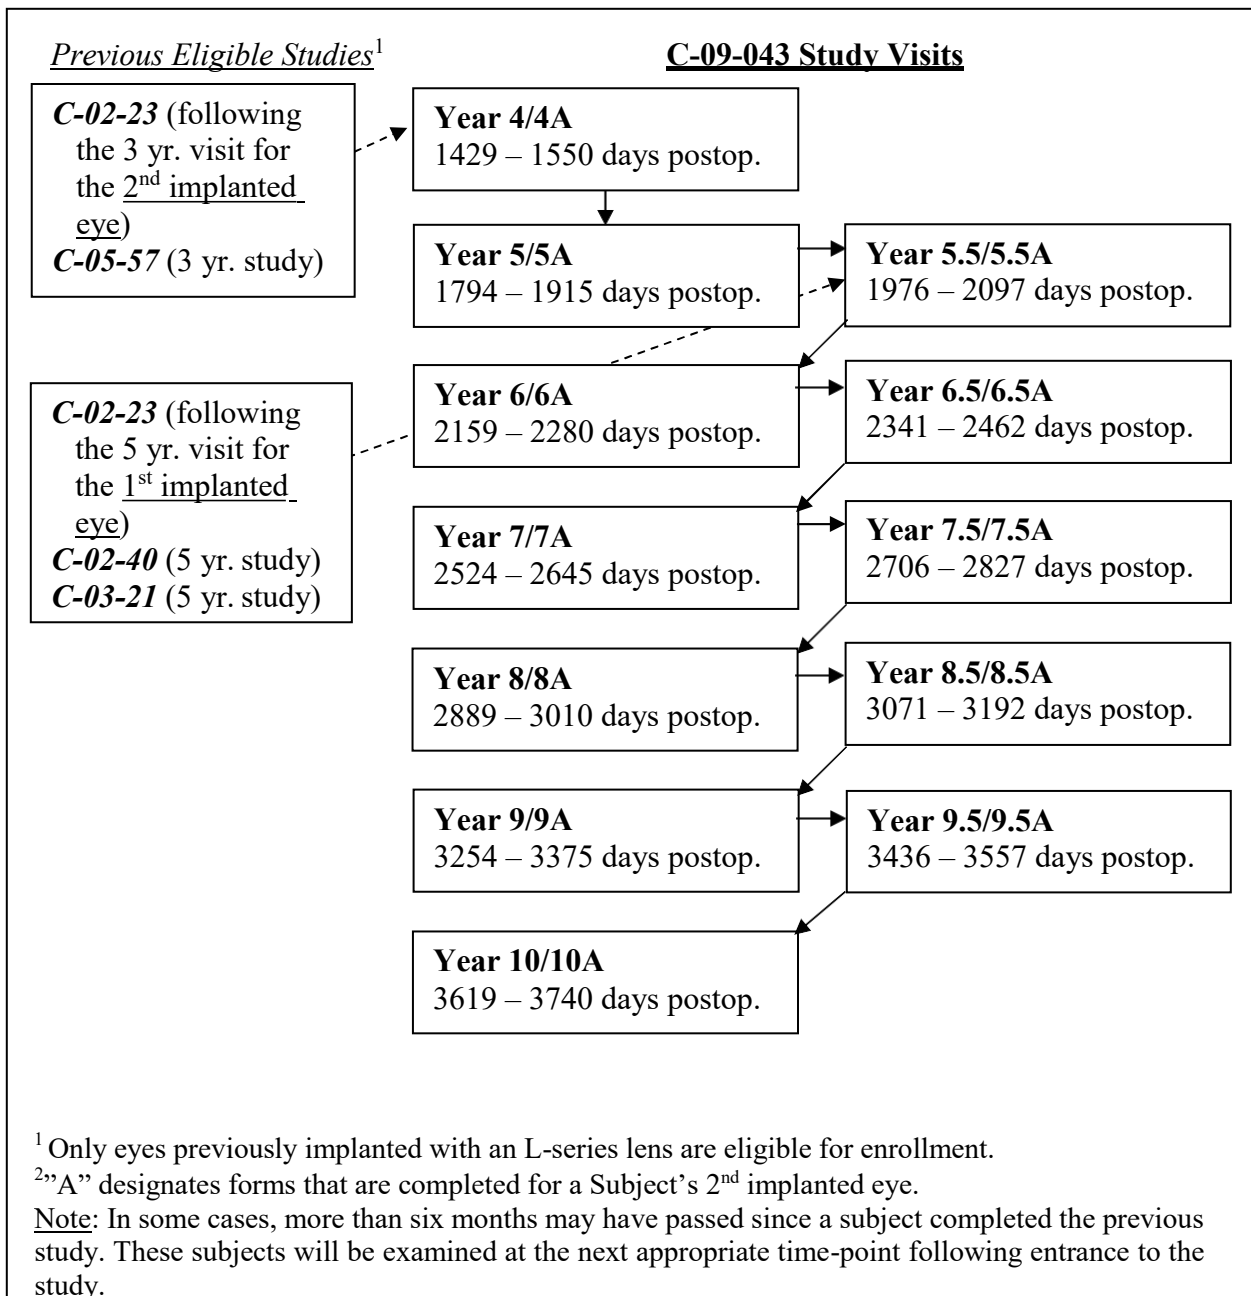 Previous Eligible Studies1
C-09-043 Study Visits
C-02-23 (following
the 3 yr. visit for
the 2nd implanted
eye)
C-05-57 (3 yr. study)
C-02-23 (following
the 5 yr. visit for
the 1st implanted
eye)
C-02-40 (5 yr. study)
C-03-21 (5 yr. study)
Year 4/4A
1429 – 1550 days postop.
Year 5/5A
1794 – 1915 days postop.
Year 5.5/5.5A
1976 – 2097 days postop.
Year 6/6A
2159 – 2280 days postop.
Year 6.5/6.5A
2341 – 2462 days postop.
Year 7/7A
2524 – 2645 days postop.
Year 7.5/7.5A
2706 – 2827 days postop.
Year 8/8A
2889 – 3010 days postop.
Year 8.5/8.5A
3071 – 3192 days postop.
Year 9/9A
3254 – 3375 days postop.
Year 9.5/9.5A
3436 – 3557 days postop.
Year 10/10A
3619 – 3740 days postop.
1 Only eyes previously implanted with an L-series lens are eligible for enrollment.
2”A” designates forms that are completed for a Subject’s 2nd implanted eye.
Note: In some cases, more than six months may have passed since a subject completed the previous
study. These subjects will be examined at the next appropriate time-point following entrance to the
study.